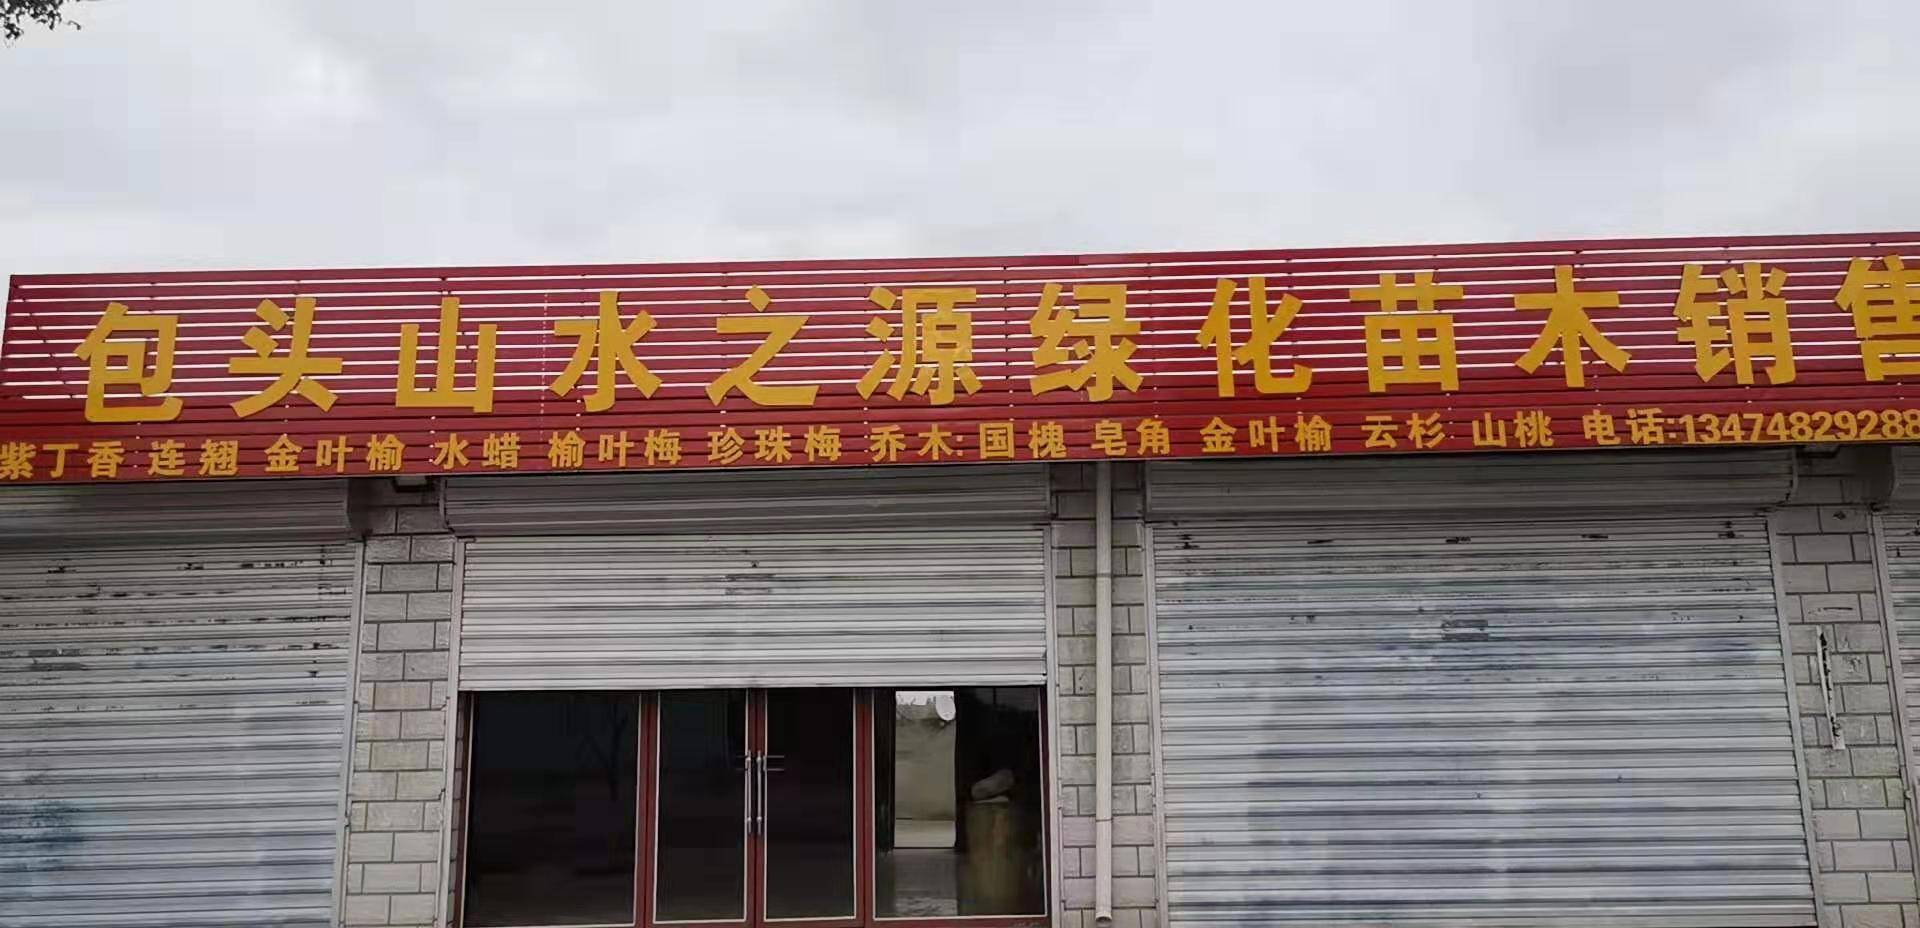 包头山水之源绿化苗木销售
紫丁香 连翘 金叶榆 水蜡 榆叶梅 珍珠梅 乔木:国槐 皂角 金叶榆 云杉 山桃 电话:13474829288